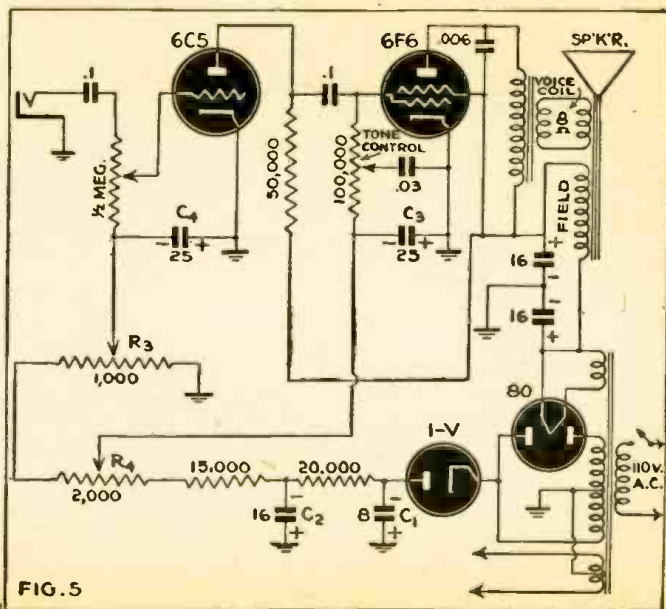 6C5
6F6
.006
SP'K'R.
.1
.1
VOICE
COIL
8
½ MEG.
50,000
100,000
TONE
CONTROL
.03
FIELD
C4
- +
25
C3
- +
25
+
16
-
-
16
+
R3
1,000
80
1-V
110 V.
A.C.
R4
2,000
15,000
20,000
-
16 C2
+
-
8 C1
+
FIG. 5